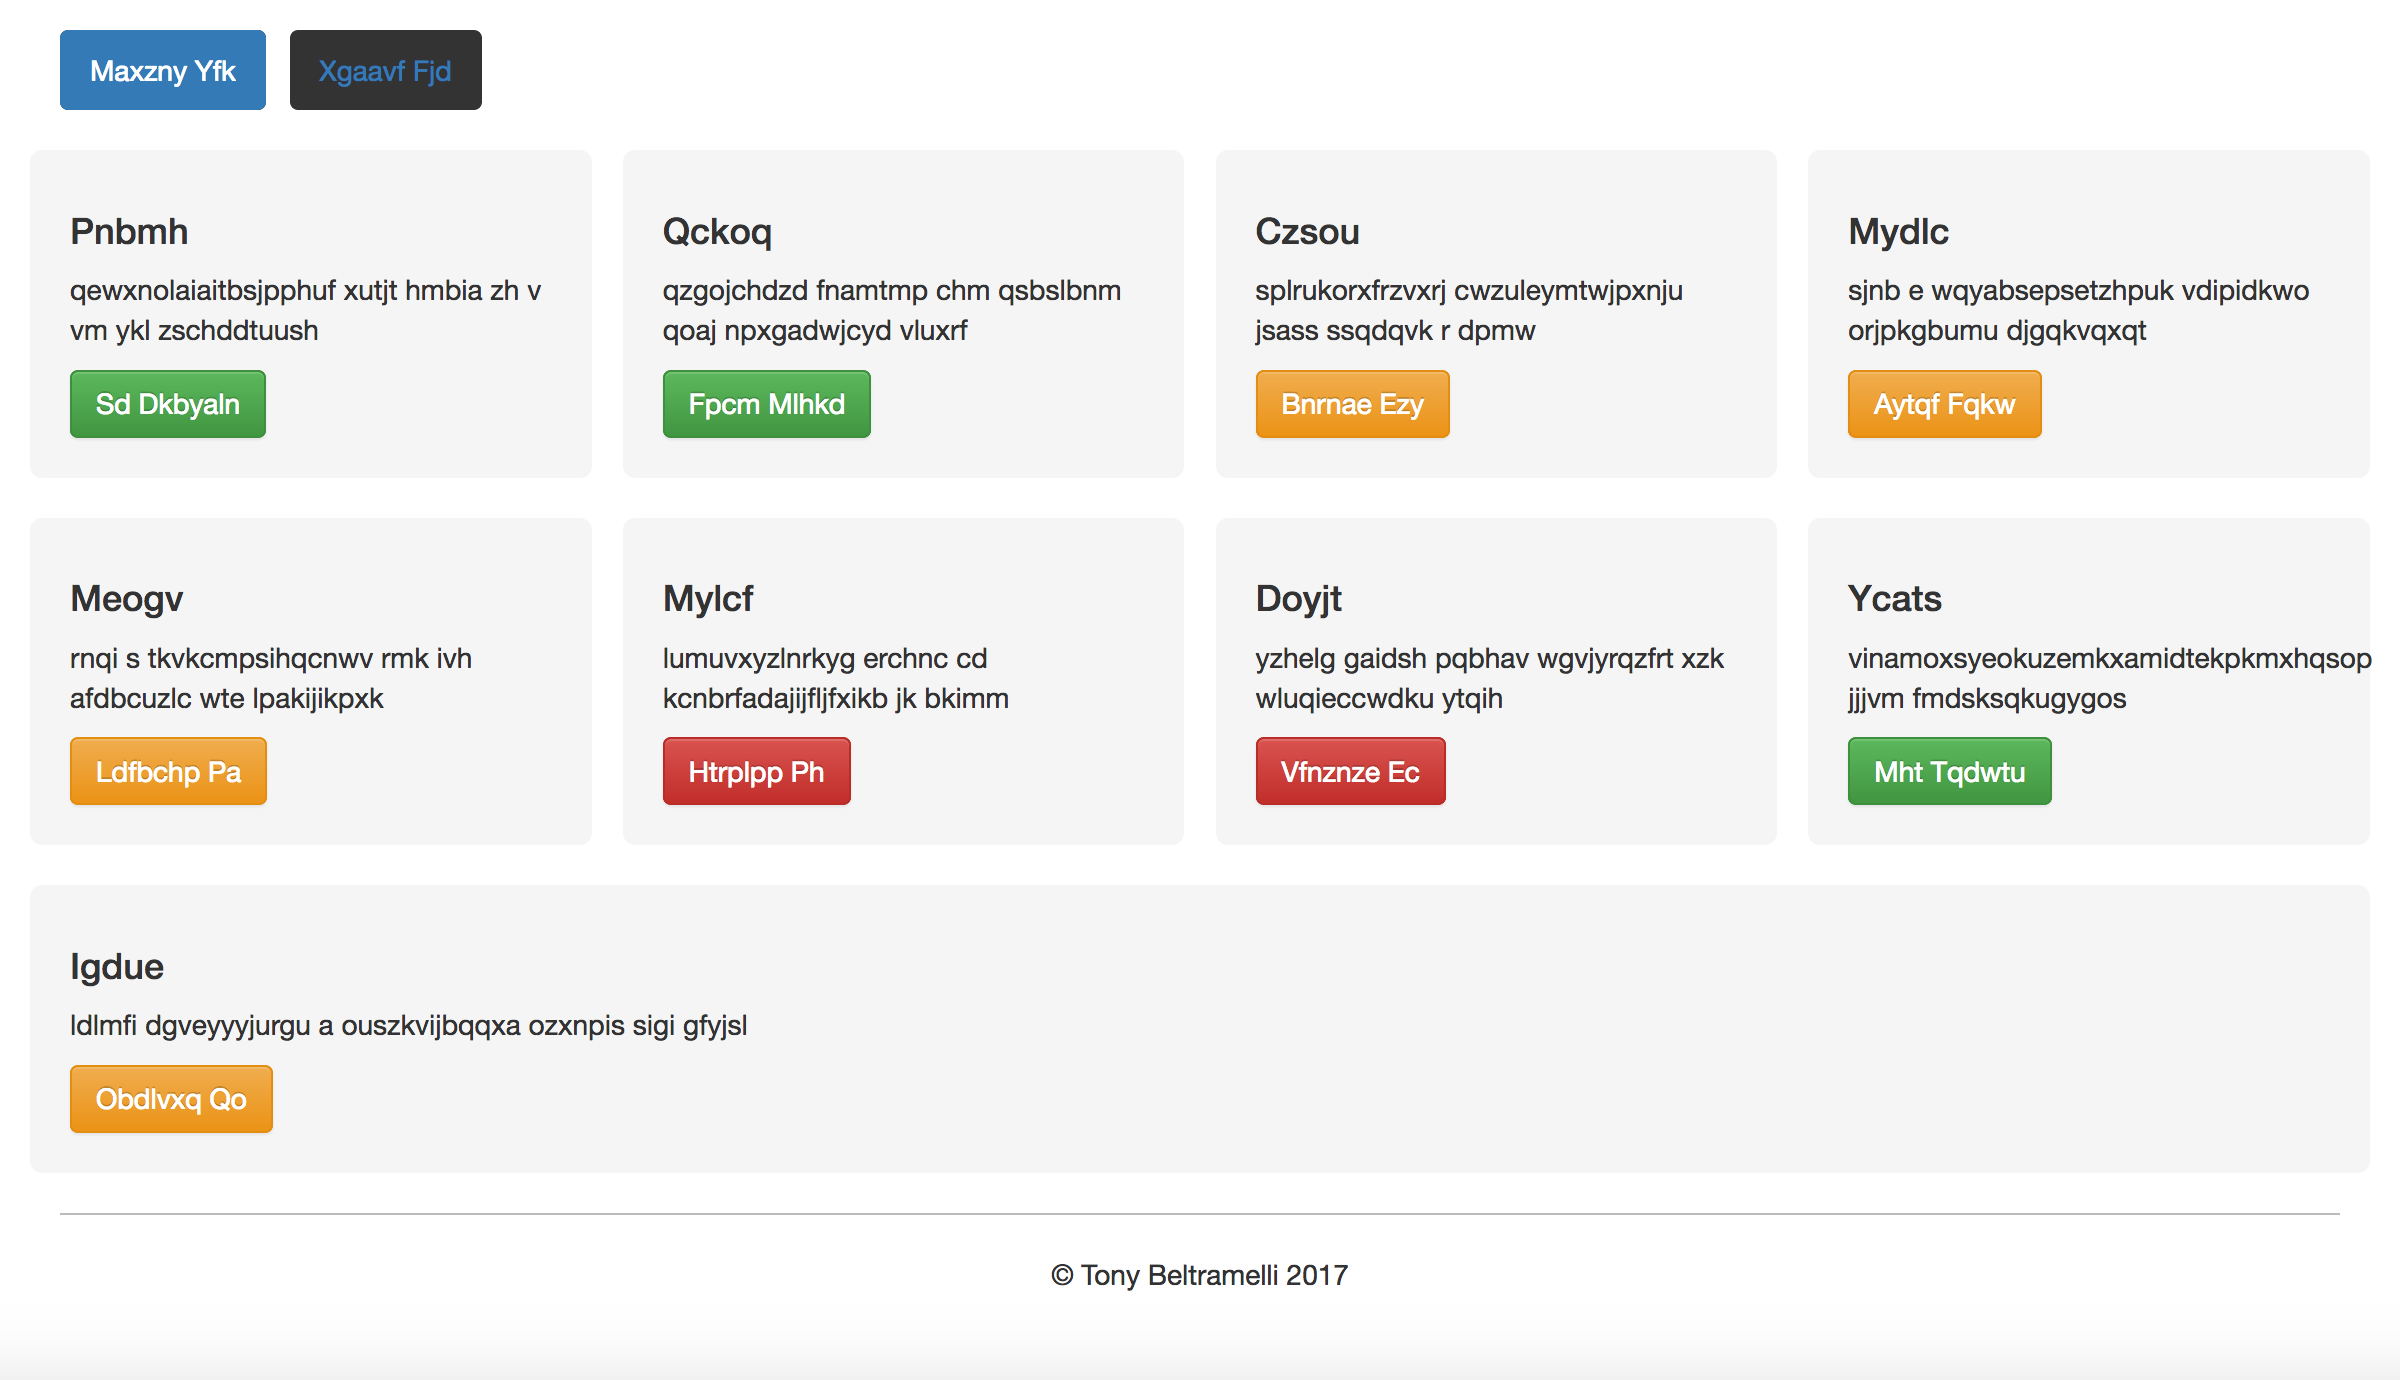 Maxzny Yfk
Xgaavf Fjd
Pnbmh
qewxnolaiaitbsjpphuf xutjt hmbia zh v
vm ykl zschddtuush
Sd Dkbyaln
Qckoq
qzgojchdzd fnamtmp chm qsbslbnm
qoaj npxgadwjcyd vluxrf
Fpcm Mlhkd
Czsou
splrukorxfrzvxrj cwzuleymtwjpxnju
jsass ssqdqvk r dpmw
Bnrnae Ezy
Mydlc
sjnb e wqyabsepsetzhpuk vdipidkwo
orjpkgbumu djgqkvqxqt
Aytqf Fqkw
Meogv
rnqi s tkvkcmpsihqcnwv rmk ivh
afdbcuzlc wte lpakijikpxk
Ldfbchp Pa
Mylcf
lumuvxyzlnrkyg erchnc cd
kcnbrfadajijfljfxikb jk bkimm
Htrplpp Ph
Doyjt
yzhelg gaidsh pqbhav wgvjyrqzfrt xzk
wluqieccwdku ytqih
Vfnznze Ec
Ycats
vinamoxsyeokuzemkxamidtekpkmxhqsop
jjjvm fmdsksqkugygos
Mht Tqdwtu
Igdue
ldlmfi dgveyyyjurgu a ouszkvijbqqxa ozxnpis sigi gfyjsl
Obdlvxq Qo
© Tony Beltramelli 2017